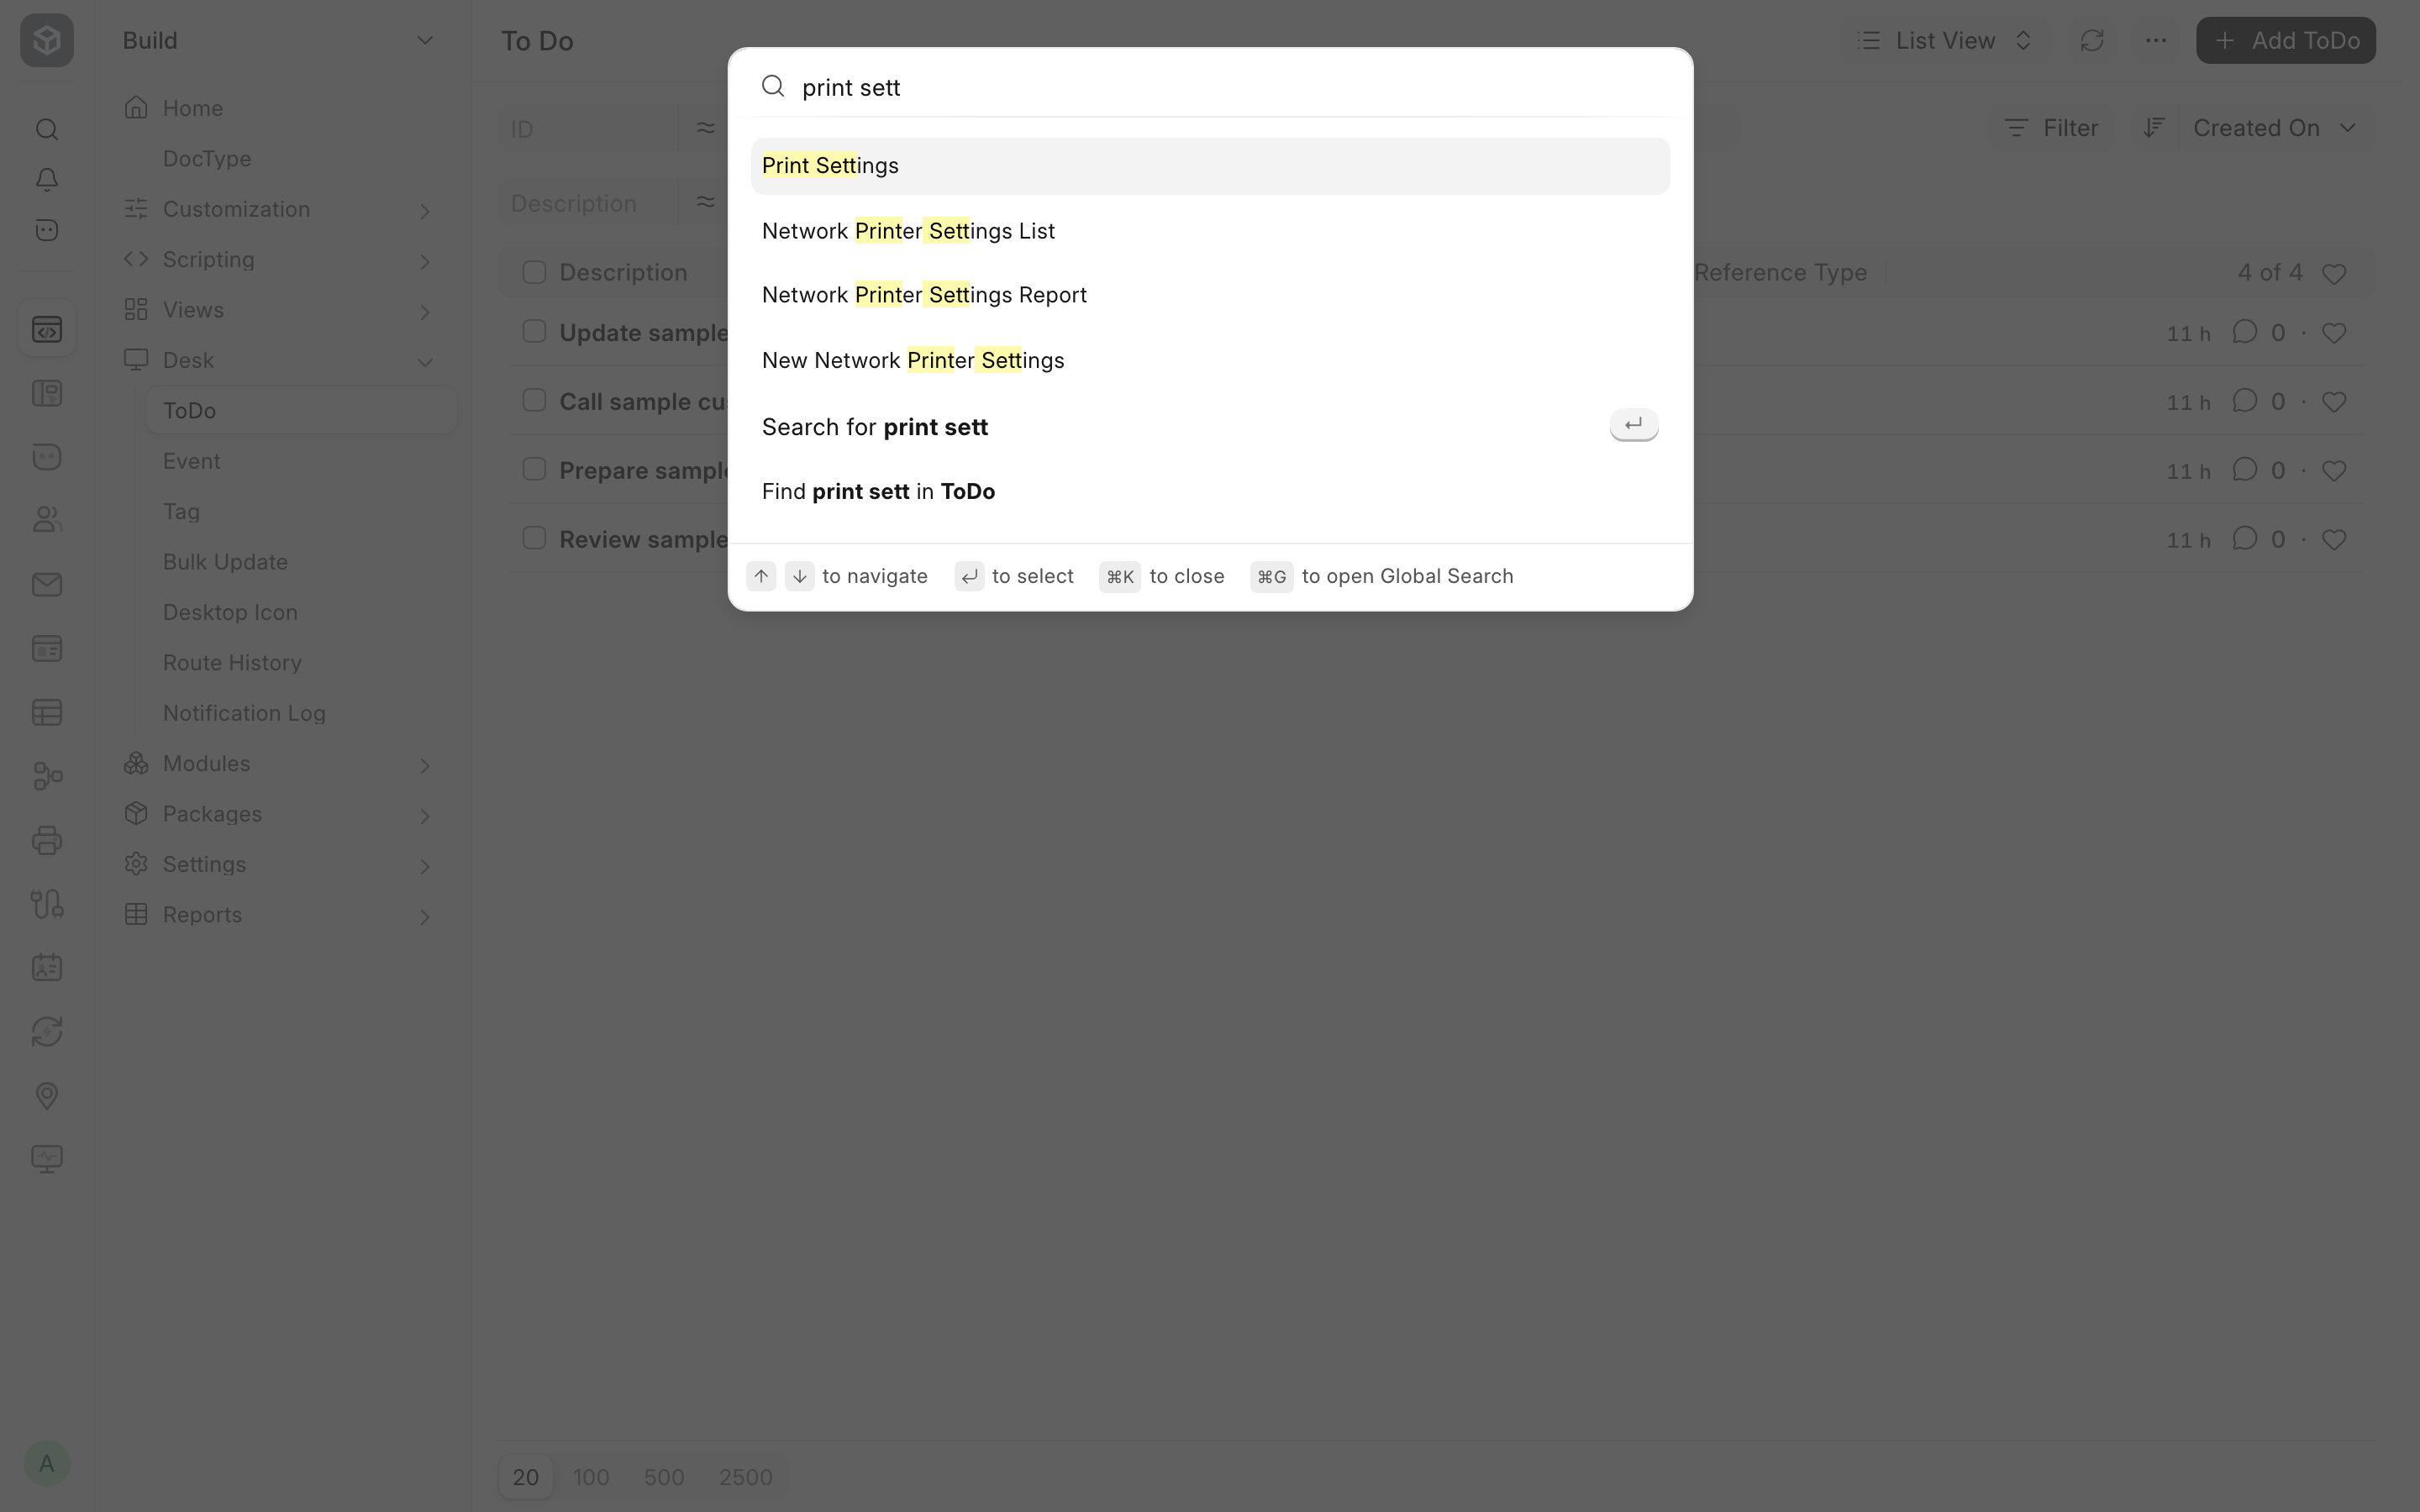 Build
Home
DocType
Customization
Scripting
Views
Desk
ToDo
Event
Tag
Bulk Update
Desktop Icon
Route History
Notification Log
Modules
Packages
Settings
Reports
A
To Do
List View
Add ToDo
ID
Filter
Created On
Description
Description
Reference Type
4 of 4
Update sample
11 h 0
Call sample
11 h 0
Prepare
11 h 0
Review sample
11 h 0
print sett
Print Settings
Network Printer Settings List
Network Printer Settings Report
New Network Printer Settings
Search for print sett
Find print sett in ToDo
to navigate to select ⌘K to close ⌘G to open Global Search
20 100 500 2500